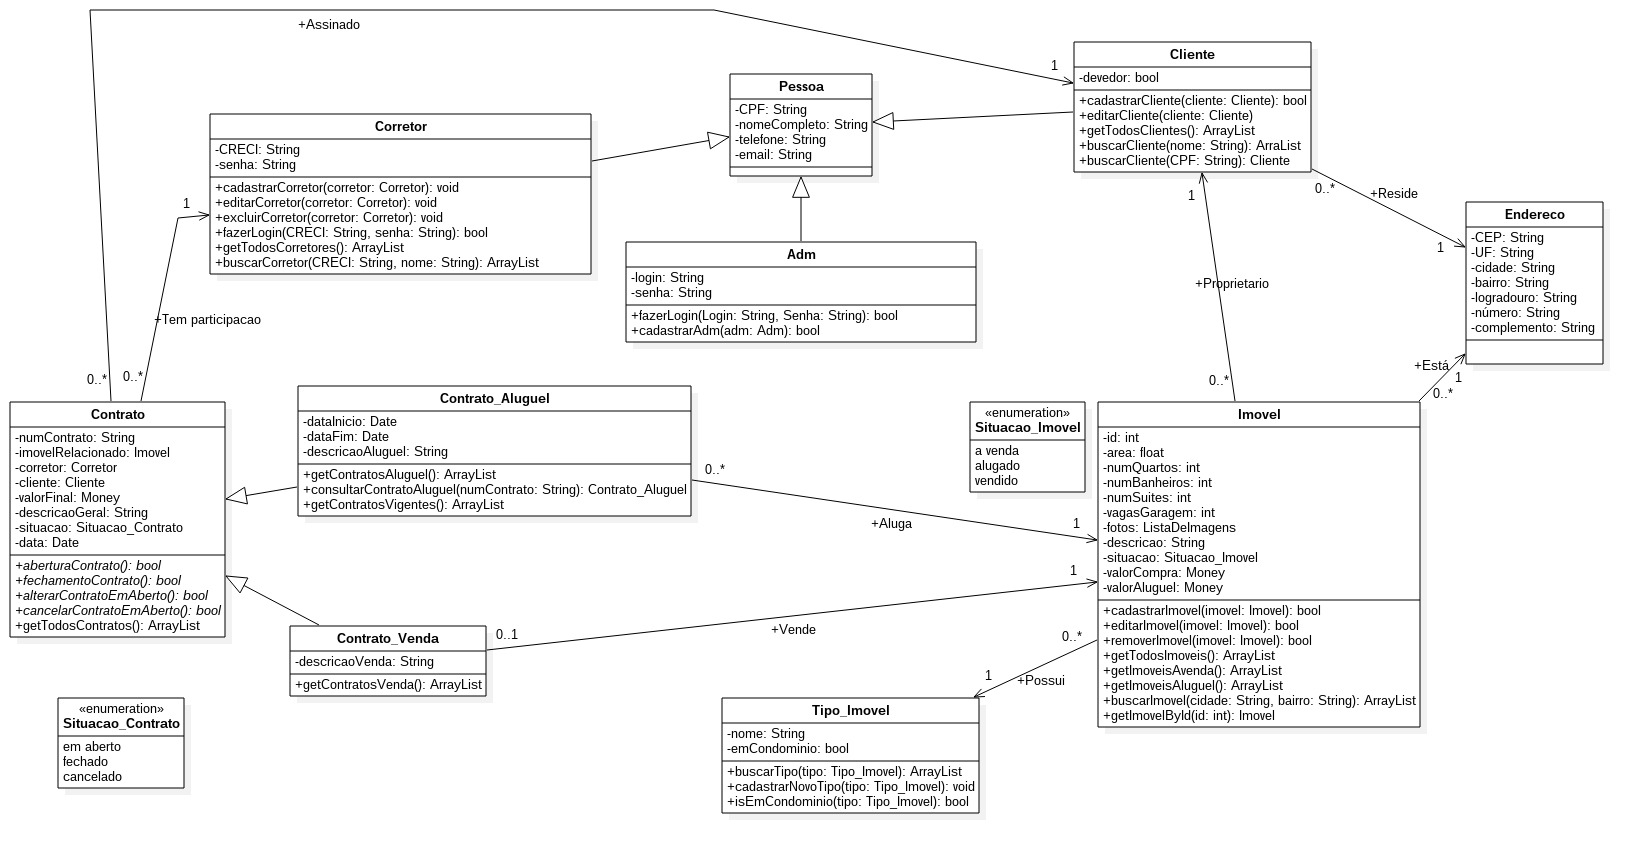 +Assinado
1
Cliente
-devedor: bool
+cadastrarCliente(cliente: Cliente): bool
+editarCliente(cliente: Cliente)
+getTodosClientes(): ArrayList
+buscarCliente(nome: String): ArraList
+buscarCliente(CPF: String): Cliente
Pessoa
-CPF: String
-nomeCompleto: String
-telefone: String
-email: String
Corretor
-CRECI: String
-senha: String
+cadastrarCorretor(corretor: Corretor): void
+editarCorretor(corretor: Corretor): void
+excluirCorretor(corretor: Corretor): void
+fazerLogin(CRECI: String, senha: String): bool
+getTodosCorretores(): ArrayList
+buscarCorretor(CRECI: String, nome: String): ArrayList
1
1
0..*
+Reside
1
Endereco
-CEP: String
-UF: String
-cidade: String
-bairro: String
-logradouro: String
-número: String
-complemento: String
Adm
-login: String
-senha: String
+fazerLogin(Login: String, Senha: String): bool
+cadastrarAdm(adm: Adm): bool
+Proprietario
+Tem participacao
+Está
1
0..*
0..*
0..*
0..*
Contrato
-numContrato: String
-imovelRelacionado: Imovel
-corretor: Corretor
-cliente: Cliente
-valorFinal: Money
-descricaoGeral: String
-situacao: Situacao_Contrato
-data: Date
+aberturaContrato(): bool
+fechamentoContrato(): bool
+alterarContratoEmAberto(): bool
+cancelarContratoEmAberto(): bool
+getTodosContratos(): ArrayList
Contrato_Aluguel
-dataInicio: Date
-dataFim: Date
-descricaoAluguel: String
+getContratosAluguel(): ArrayList
+consultarContratoAluguel(numContrato: String): Contrato_Aluguel
+getContratosVigentes(): ArrayList
0..*
+Aluga
1
«enumeration»
Situacao_Imovel
a venda
alugado
vendido
Imovel
-id: int
-area: float
-numQuartos: int
-numBanheiros: int
-numSuites: int
-vagasGaragem: int
-fotos: ListaDeImagens
-descricao: String
-situacao: Situacao_Imovel
-valorCompra: Money
-valorAluguel: Money
+cadastrarImovel(imovel: Imovel): bool
+editarImovel(imovel: Imovel): bool
+removerImovel(imovel: Imovel): bool
+getTodosImoveis(): ArrayList
+getImoveisAvenda(): ArrayList
+getImoveisAluguel(): ArrayList
+buscarImovel(cidade: String, bairro: String): ArrayList
+getImovelById(id: int): Imovel
1
0..1
+Vende
Contrato_Venda
-descricaoVenda: String
+getContratosVenda(): ArrayList
0..*
1
+Possui
Tipo_Imovel
-nome: String
-emCondominio: bool
+buscarTipo(tipo: Tipo_Imovel): ArrayList
+cadastrarNovoTipo(tipo: Tipo_Imovel): void
+isEmCondominio(tipo: Tipo_Imovel): bool
«enumeration»
Situacao_Contrato
em aberto
fechado
cancelado